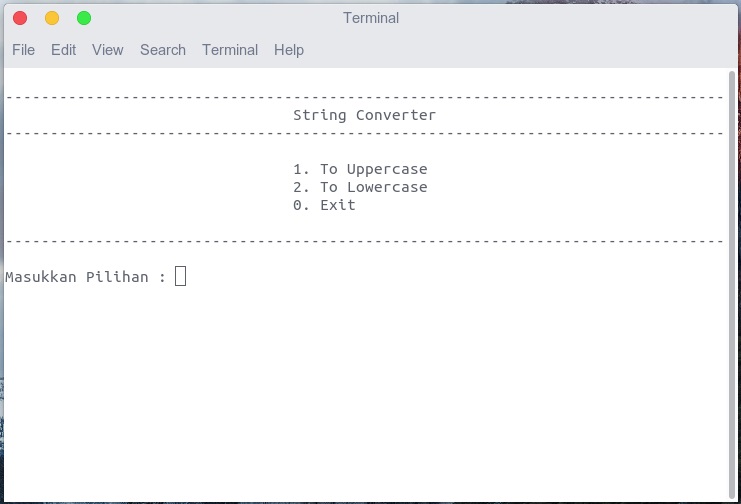 Terminal
File Edit View Search Terminal Help
--------------------------------------------------------------------------------
String Converter
--------------------------------------------------------------------------------
1. To Uppercase
2. To Lowercase
0. Exit
--------------------------------------------------------------------------------
Masukkan Pilihan :